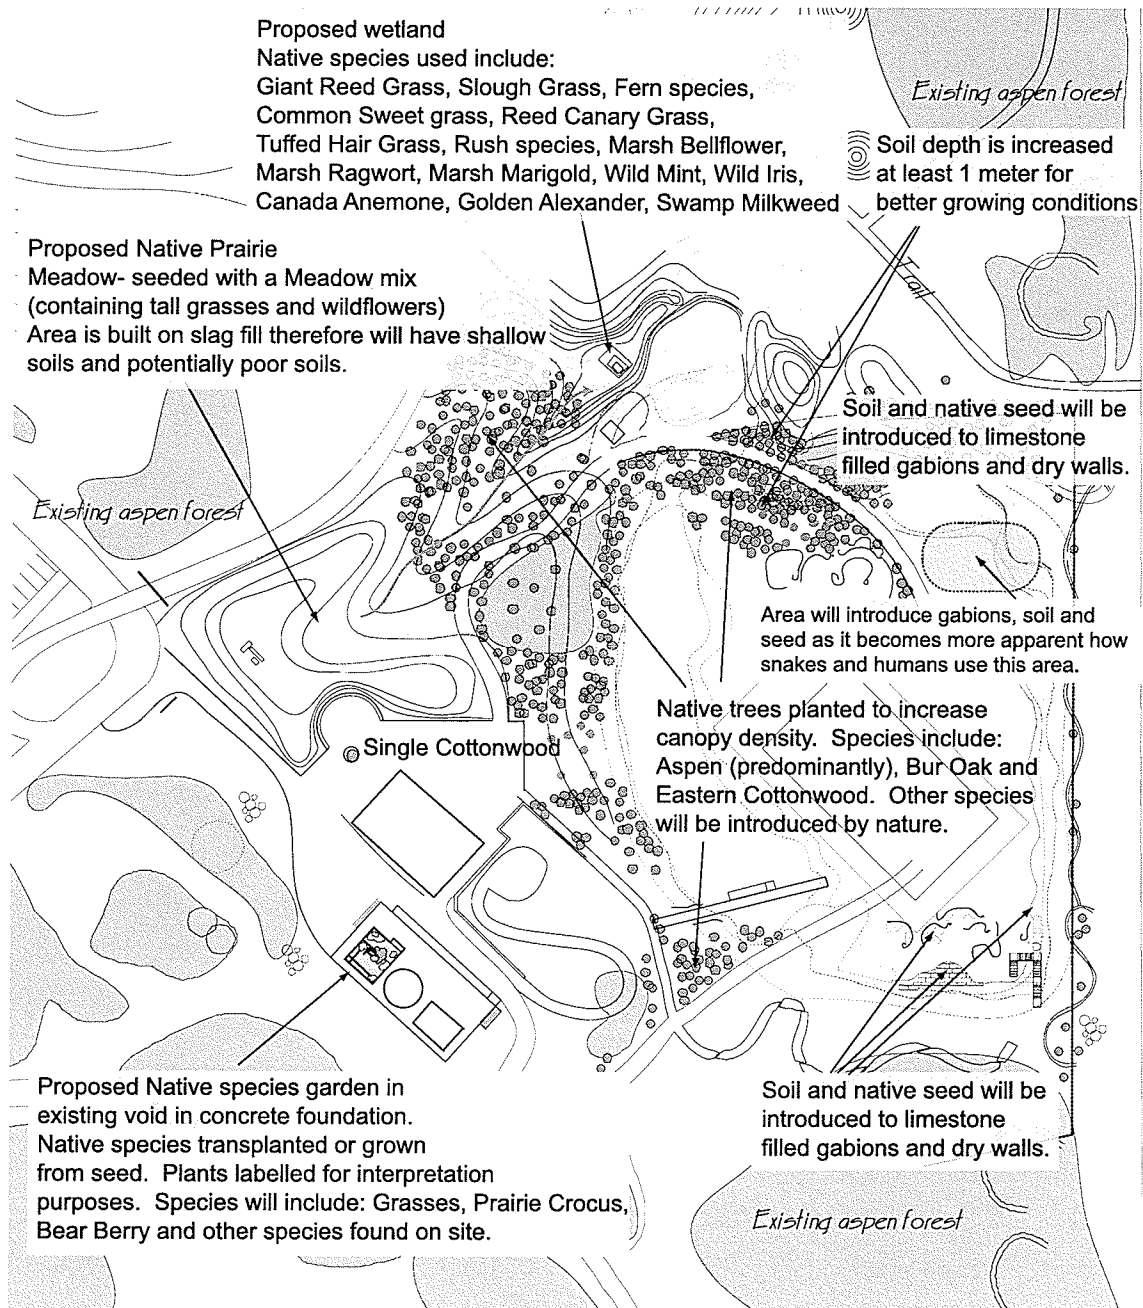 Proposed wetland
Native species used include:
Giant Reed Grass, Slough Grass, Fern species,
Common Sweet grass, Reed Canary Grass,
Tuffed Hair Grass, Rush species, Marsh Bellflower,
Marsh Ragwort, Marsh Marigold, Wild Mint, Wild Iris,
Canada Anemone, Golden Alexander, Swamp Milkweed
Existing aspen forest
Soil depth is increased
at least 1 meter for
better growing conditions
Trail
Proposed Native Prairie
Meadow- seeded with a Meadow mix
(containing tall grasses and wildflowers)
Area is built on slag fill therefore will have shallow
soils and potentially poor soils.
Soil and native seed will be
introduced to limestone
filled gabions and dry walls.
Existing aspen forest
Area will introduce gabions, soil and
seed as it becomes more apparent how
snakes and humans use this area.
Native trees planted to increase
canopy density. Species include:
Aspen (predominantly), Bur Oak and
Eastern Cottonwood. Other species
will be introduced by nature.
Single Cottonwood
Proposed Native species garden in
existing void in concrete foundation.
Native species transplanted or grown
from seed. Plants labelled for interpretation
purposes. Species will include: Grasses, Prairie Crocus,
Bear Berry and other species found on site.
Soil and native seed will be
introduced to limestone
filled gabions and dry walls.
Existing aspen forest